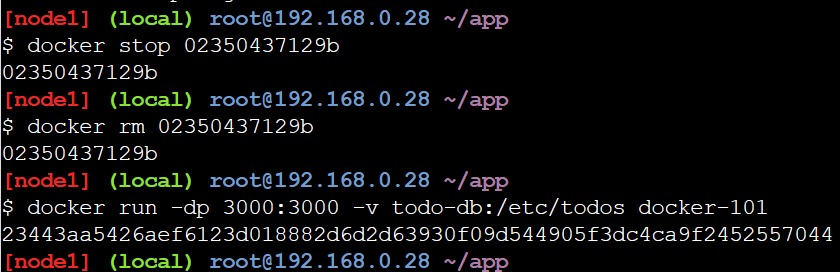 [node1] (local) root@192.168.0.28 ~/app
$ docker stop 02350437129b
02350437129b
[node1] (local) root@192.168.0.28 ~/app
$ docker rm 02350437129b
02350437129b
[node1] (local) root@192.168.0.28 ~/app
$ docker run -dp 3000:3000 -v todo-db:/etc/todos docker-101
23443aa5426aef6123d018882d6d2d63930f09d544905f3dc4ca9f2452557044
[node1] (local) root@192.168.0.28 ~/app